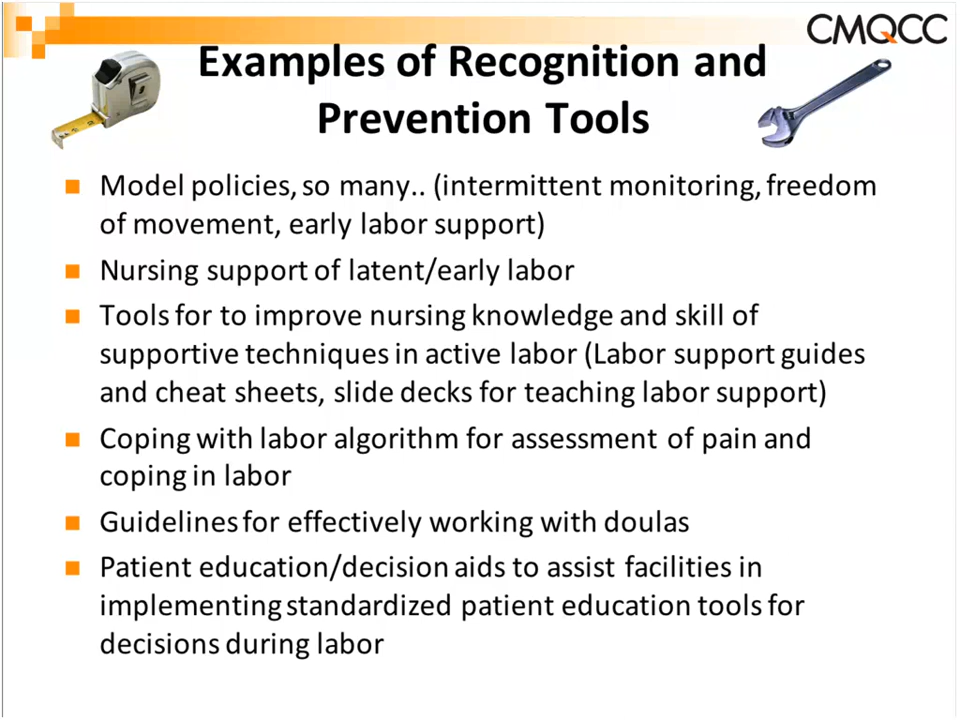 CMQCC
Examples of Recognition and
Prevention Tools
Model policies, so many.. (intermittent monitoring, freedom
of movement, early labor support)
Nursing support of latent/early labor
Tools for to improve nursing knowledge and skill of
supportive techniques in active labor (Labor support guides
and cheat sheets, slide decks for teaching labor support)
Coping with labor algorithm for assessment of pain and
coping in labor
Guidelines for effectively working with doulas
Patient education/decision aids to assist facilities in
implementing standardized patient education tools for
decisions during labor